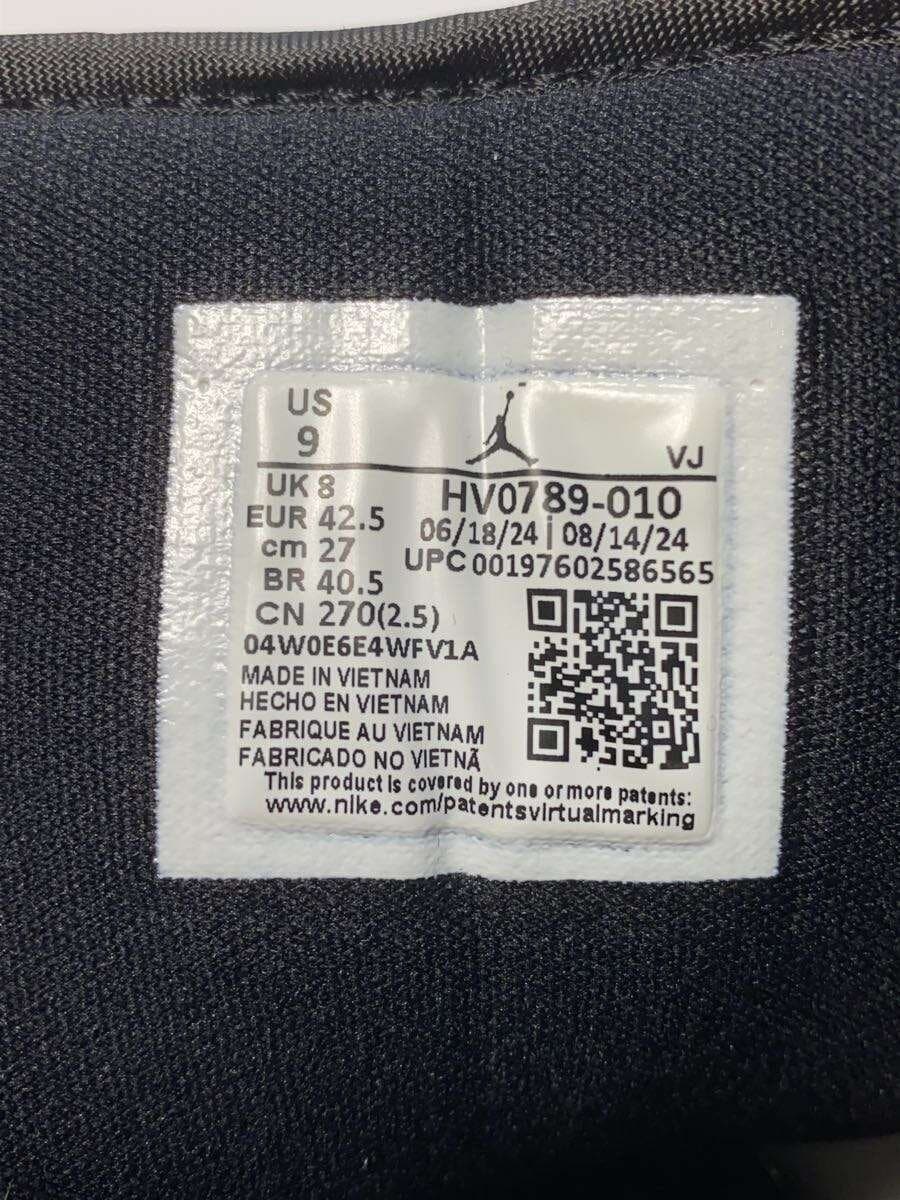 US
9
VJ
UK 8
HV0789-010
EUR 42.5
06/18/24 | 08/14/24
cm 27
UPC 00197602586565
BR 40.5
CN 270(2.5)
04W0E6E4WFV1A
MADE IN VIETNAM
HECHO EN VIETNAM
FABRIQUE AU VIETNAM
FABRICADO NO VIETNÃ
This product is covered by one or more patents:
www.nike.com/patentsvirtualmarking